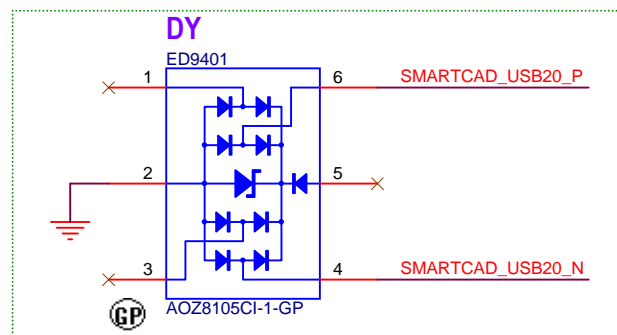 DY
ED9401
1
6
SMARTCAD_USB20_P
2
5
3
4
SMARTCAD_USB20_N
GP
AOZ8105CI-1-GP